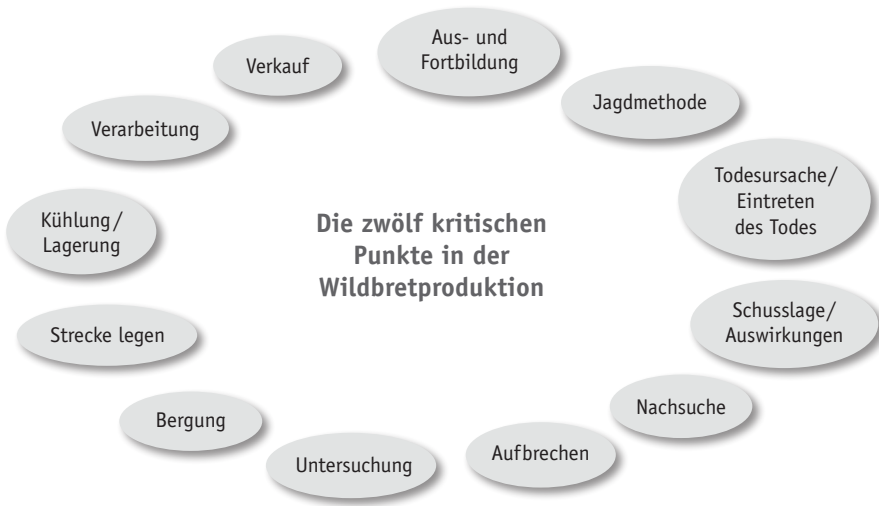 Die zwölf kritischen
Punkte in der
Wildbretproduktion
Aus- und
Fortbildung
Jagdmethode
Todesursache/
Eintreten
des Todes
Schusslage/
Auswirkungen
Nachsuche
Aufbrechen
Untersuchung
Bergung
Strecke legen
Kühlung/
Lagerung
Verarbeitung
Verkauf